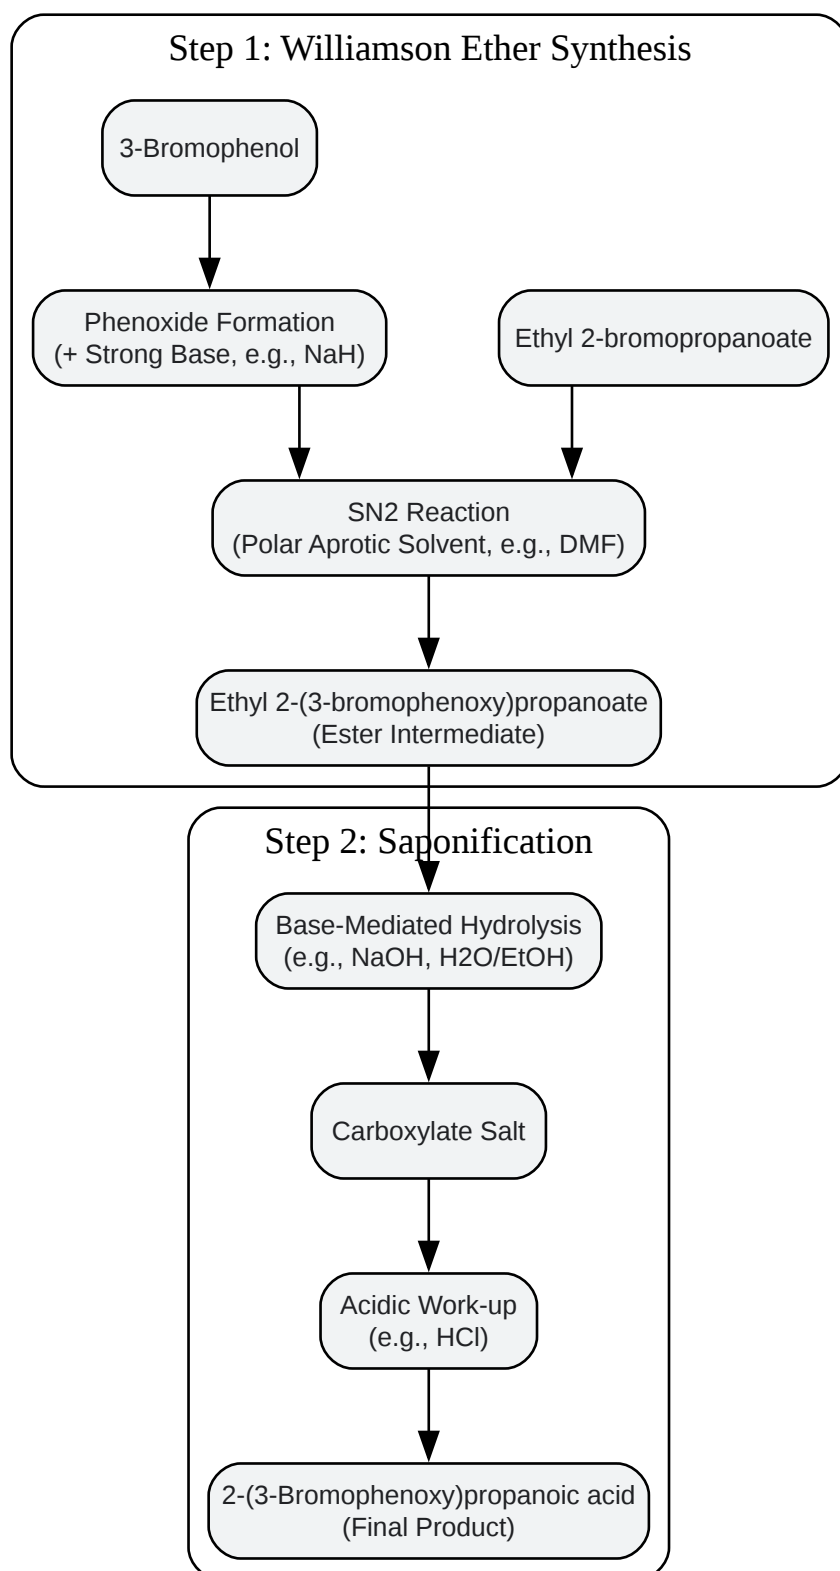 Step 1: Williamson Ether Synthesis
3-Bromophenol
Phenoxide Formation
(+ Strong Base, e.g., NaH)
Ethyl 2-bromopropanoate
SN2 Reaction
(Polar Aprotic Solvent, e.g., DMF)
Ethyl 2-(3-bromophenoxy)propanoate
(Ester Intermediate)
Step 2: Saponification
Base-Mediated Hydrolysis
(e.g., NaOH, H2O/EtOH)
Carboxylate Salt
Acidic Work-up
(e.g., HCl)
2-(3-Bromophenoxy)propanoic acid
(Final Product)